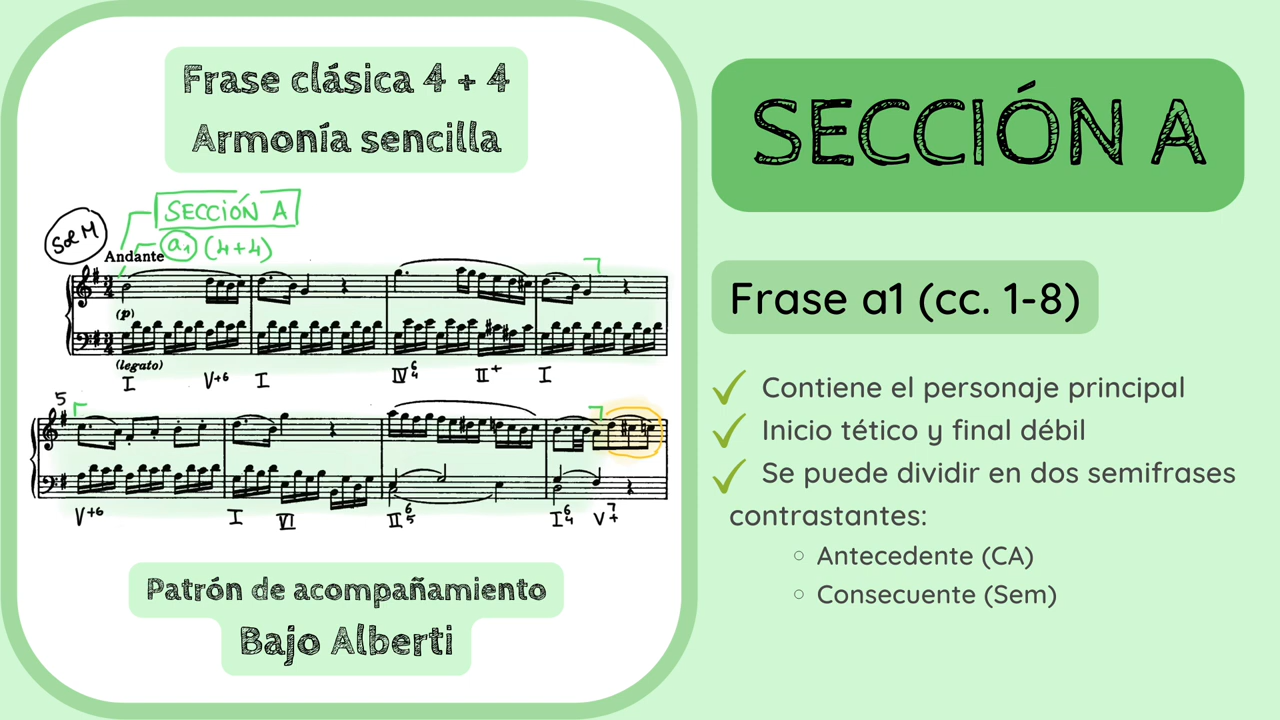 Frase clásica 4 + 4
Armonía sencilla
SECCIÓN A
Sol M
a1 (4+4)
Andante
(p)
(legato)
I V+6 I IV6/4 II+ I
5
V+6 I VI II6/5 I6/4 V7/+
Patrón de acompañamiento
Bajo Alberti
SECCIÓN A
Frase a1 (cc. 1-8)
Contiene el personaje principal
Inicio tético y final débil
Se puede dividir en dos semifrases
contrastantes:
Antecedente (CA)
Consecuente (Sem)